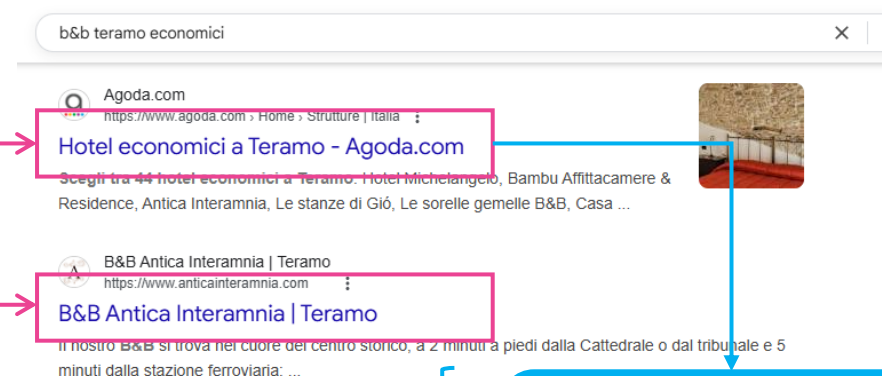 b&b teramo economici
Agoda.com
https://www.agoda.com › Home › Strutture | Italia
Hotel economici a Teramo - Agoda.com
Scegli tra 44 hotel economici a Teramo. Hotel Michelangelo, Bambu Affittacamere &
Residence, Antica Interamnia, Le stanze di Gió, Le sorelle gemelle B&B, Casa ...
B&B Antica Interamnia | Teramo
A
https://www.anticainteramnia.com
B&B Antica Interamnia | Teramo
Il nostro B&B si trova nel cuore del centro storico, a 2 minuti a piedi dalla Cattedrale o dal tribunale e 5
minuti dalla stazione ferroviaria; ...